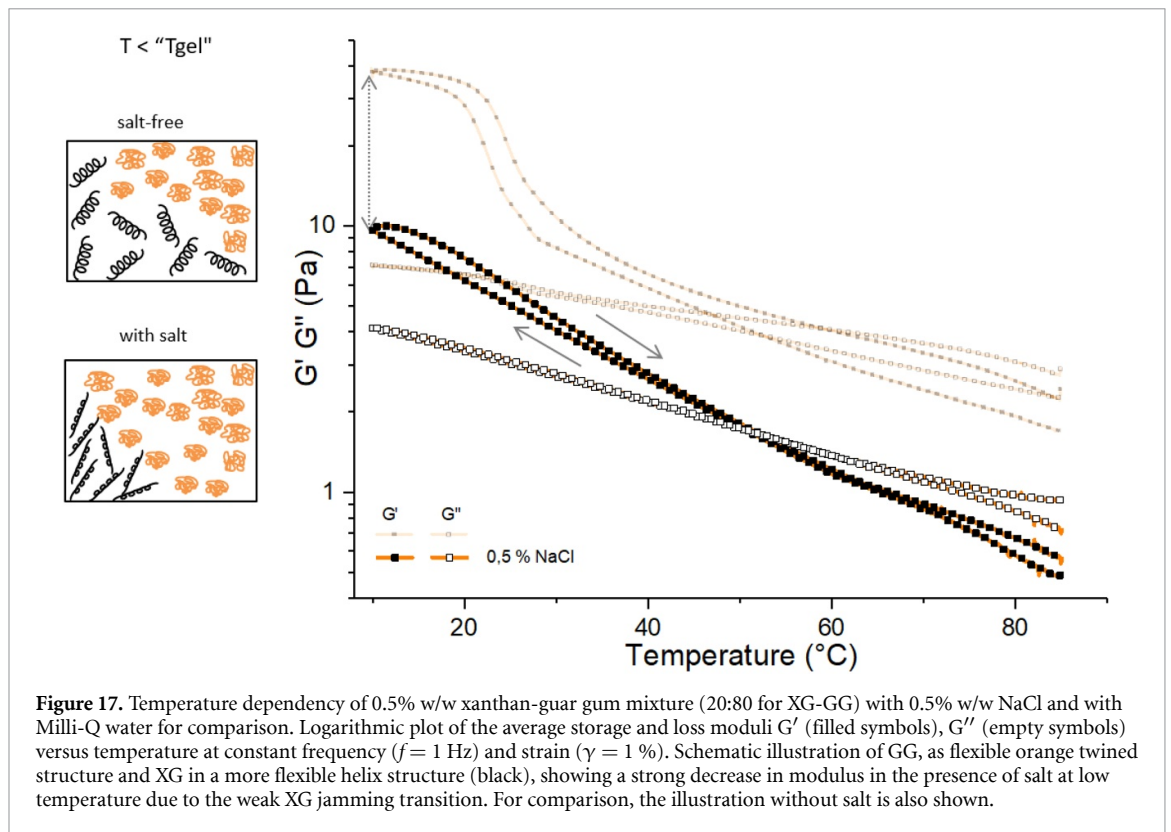 T < “Tgel"
salt-free
with salt
G' G'' (Pa)
10
1
G' G''
0,5 % NaCl
20 40 60 80
Temperature (°C)
Figure 17. Temperature dependency of 0.5% w/w xanthan-guar gum mixture (20:80 for XG-GG) with 0.5% w/w NaCl and with
Milli-Q water for comparison. Logarithmic plot of the average storage and loss moduli G′ (filled symbols), G′′ (empty symbols)
versus temperature at constant frequency (f = 1 Hz) and strain (γ = 1 %). Schematic illustration of GG, as flexible orange twined
structure and XG in a more flexible helix structure (black), showing a strong decrease in modulus in the presence of salt at low
temperature due to the weak XG jamming transition. For comparison, the illustration without salt is also shown.